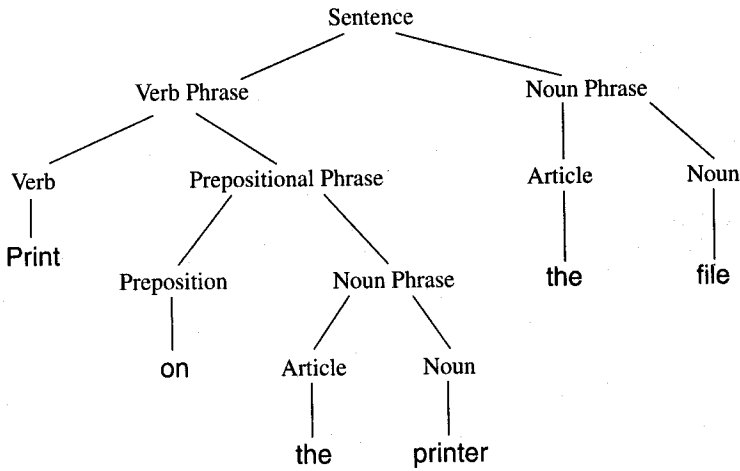 Sentence
Verb Phrase Noun Phrase
Verb Prepositional Phrase Article Noun
Print
Preposition Noun Phrase the file
on Article Noun
the printer